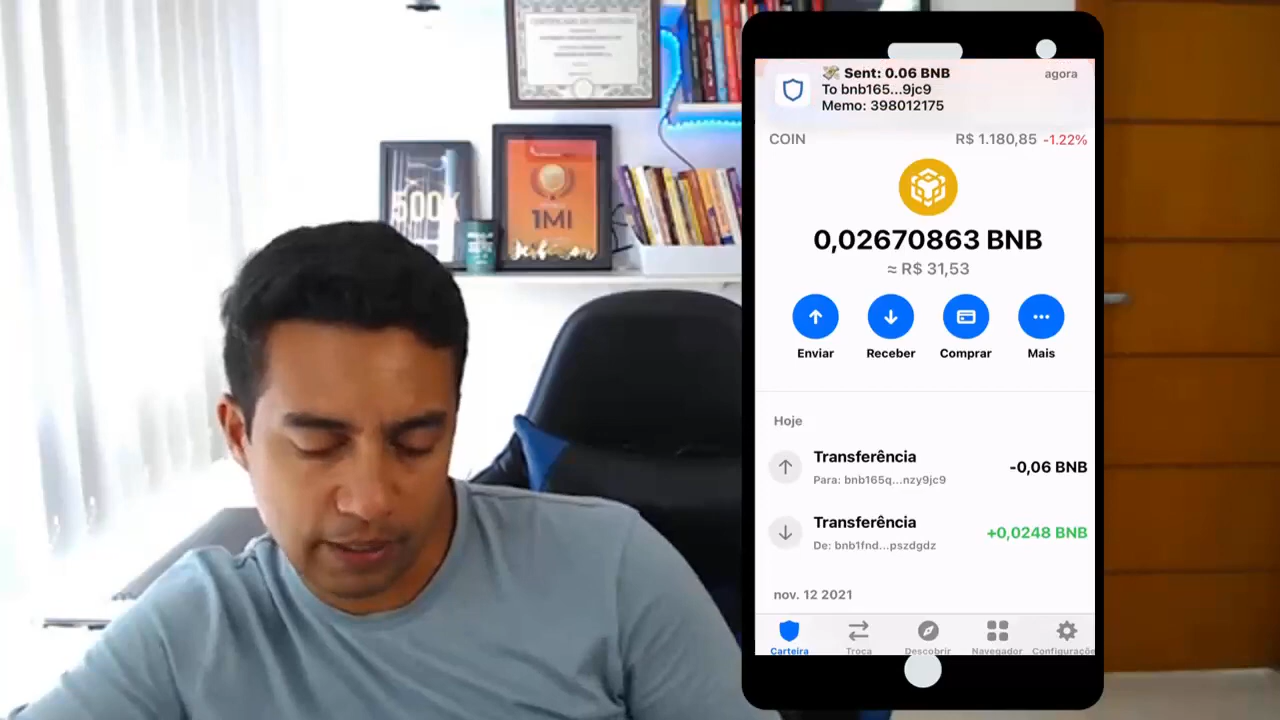 500K
1MI
Sent: 0.06 BNB
agora
To bnb165...9jc9
Memo: 398012175
COIN
R$ 1.180,85 -1.22%
0,02670863 BNB
≈ R$ 31,53
Enviar
Receber
Comprar
Mais
Hoje
Transferência
-0,06 BNB
Para: bnb165q...nzy9jc9
Transferência
+0,0248 BNB
De: bnb1fnd...pszdgdz
nov. 12 2021
Carteira
Troca
Descobrir
Navegador
Configuraçõe